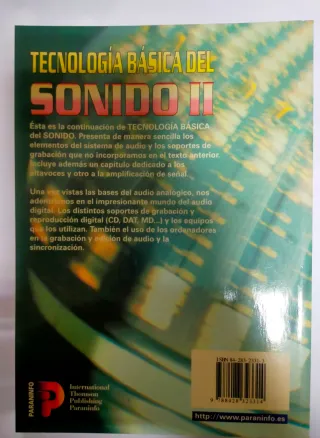 TECNOLOGÍA BÁSICA DEL
SONIDO II
Ésta es la continuación de TECNOLOGÍA BÁSICA
del SONIDO. Presenta de manera sencilla los
elementos del sistema de audio y los soportes de
grabación que no incorporamos en el texto anterior.
Incluye además un capítulo dedicado a los
altavoces y otro a la amplificación de señal.
Una vez vistas las bases del audio analógico, nos
adentramos en el impresionante mundo del audio
digital. Los distintos soportes de grabación y
reproducción digital (CD, DAT, MD...) y los equipos
que los utilizan. También el uso de los ordenadores
en la grabación y edición de audio y la
sincronización.
PARANINFO
International
Thomson
Publishing
Paraninfo
http://www.paraninfo.es